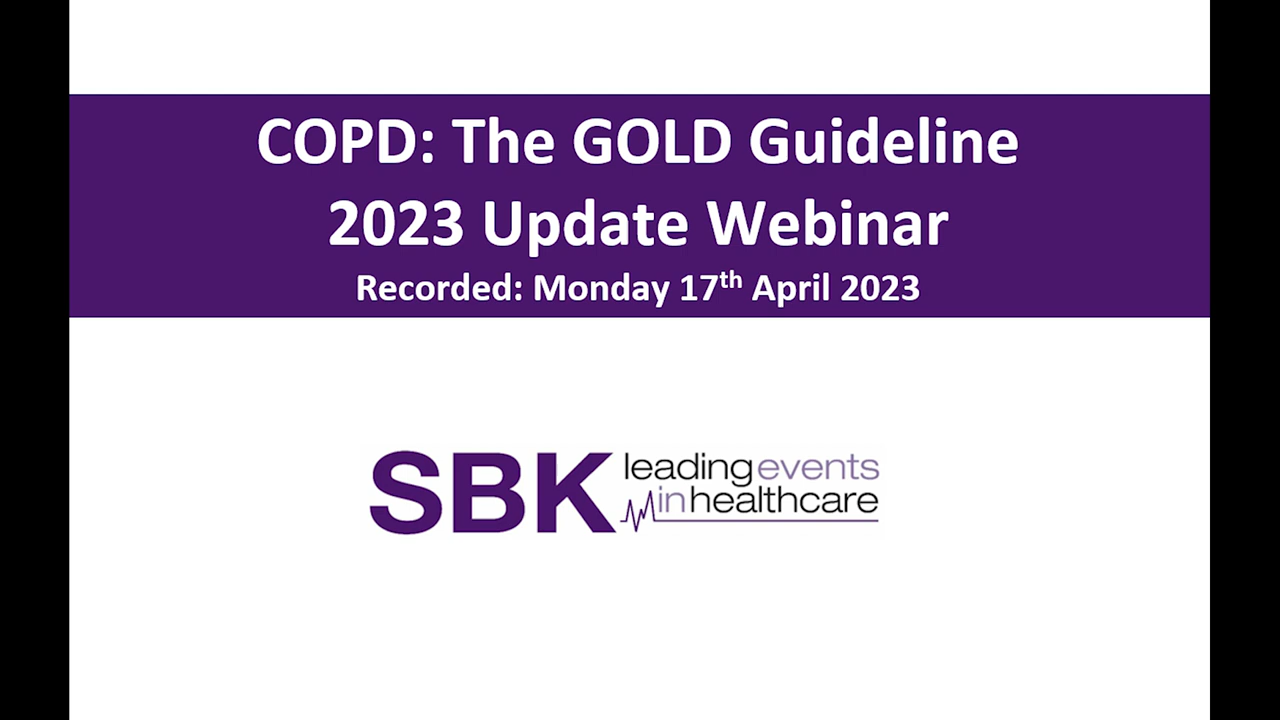 COPD: The GOLD Guideline
2023 Update Webinar
Recorded: Monday 17th April 2023
SBK leading events
in healthcare